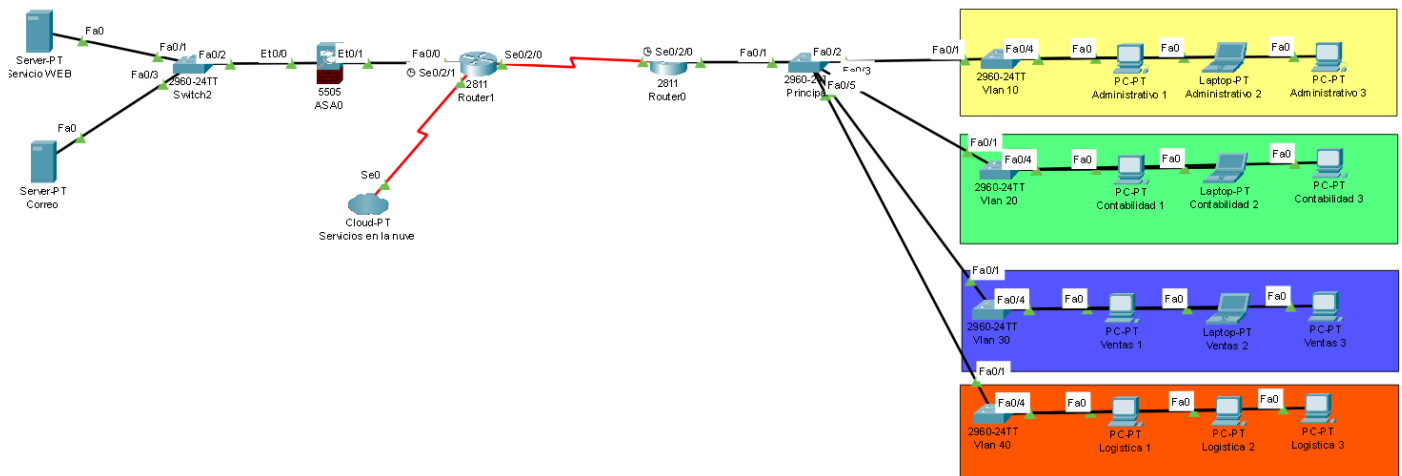 Fa0
Server-PT
Servicio WEB
Fa0/1
Fa0/2
Fa0/3
2960-24TT
Switch2
Fa0
Server-PT
Correo
Et0/0
Et0/1
5505
ASA0
Fa0/0
Se0/2/1
Se0/2/0
2811
Router1
Se0
Cloud-PT
Servicios en la nuve
Se0/2/0
Fa0/1
2811
Router0
Fa0/2
Fa0/3
Fa0/5
Principal
Fa0/1
Fa0/4
2960-24TT
Vlan 10
Fa0
PC-PT
Administrativo 1
Fa0
Laptop-PT
Administrativo 2
Fa0
PC-PT
Administrativo 3
Fa0/1
Fa0/4
2960-24TT
Vlan 20
Fa0
PC-PT
Contabilidad 1
Fa0
Laptop-PT
Contabilidad 2
Fa0
PC-PT
Contabilidad 3
Fa0/1
Fa0/4
2960-24TT
Vlan 30
Fa0
PC-PT
Ventas 1
Fa0
Laptop-PT
Ventas 2
Fa0
PC-PT
Ventas 3
Fa0/1
Fa0/4
2960-24TT
Vlan 40
Fa0
PC-PT
Logistica 1
Fa0
PC-PT
Logistica 2
Fa0
PC-PT
Logistica 3